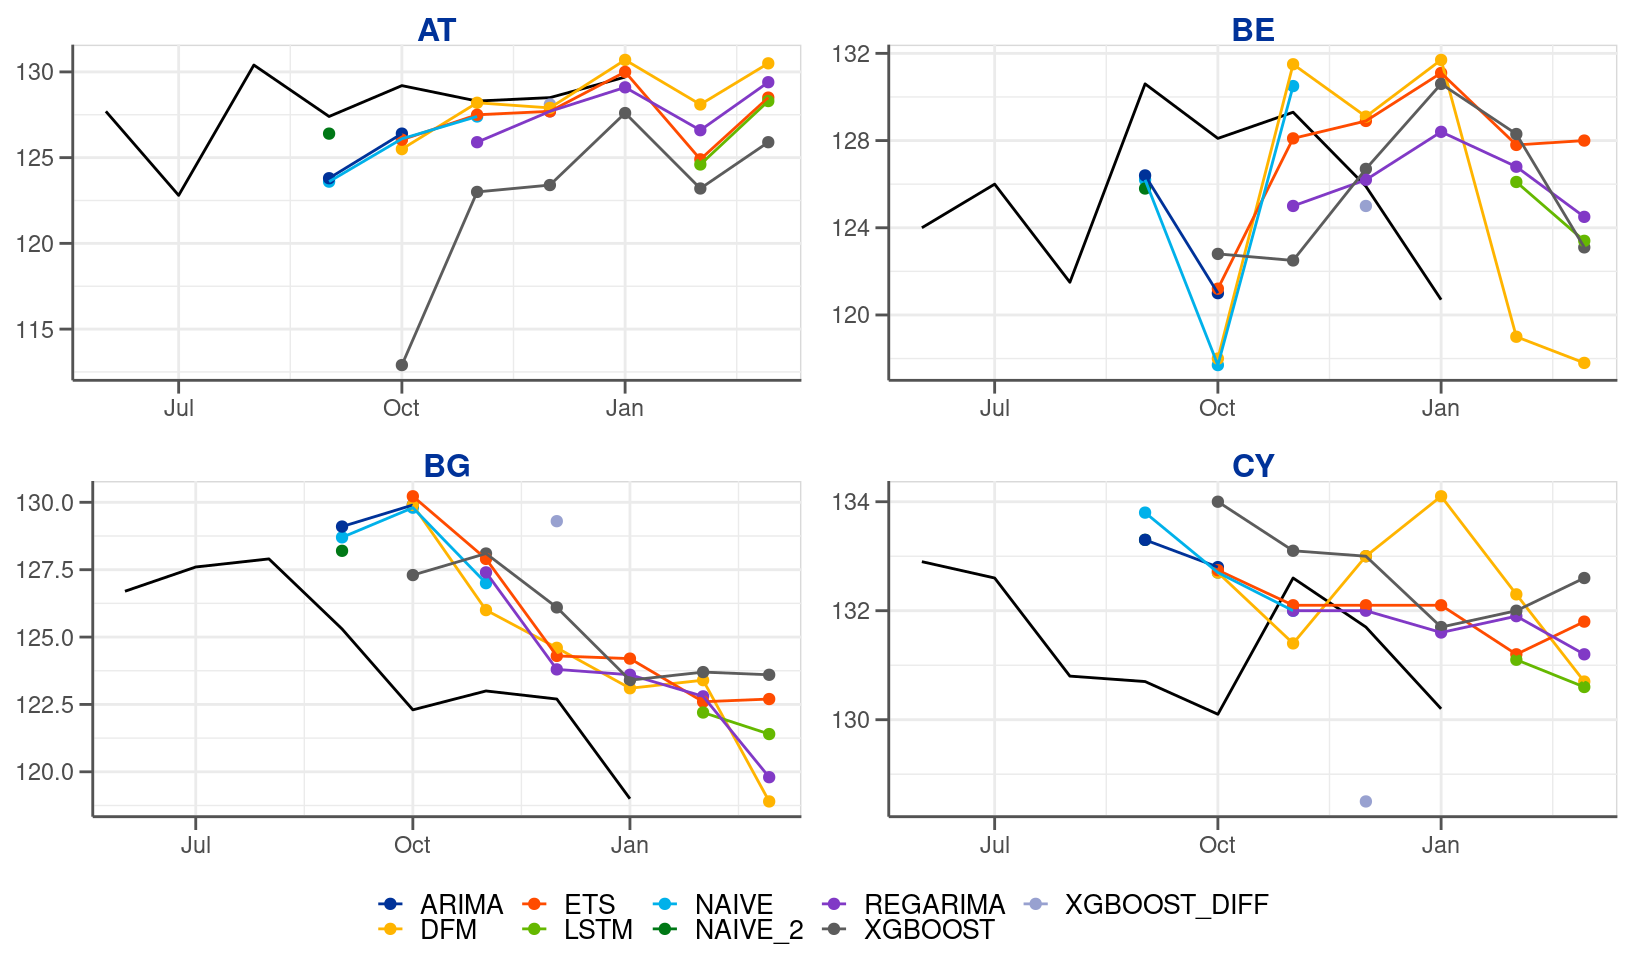 AT
BE
130
125
120
115
Jul
Oct
Jan
132
128
124
120
Jul
Oct
Jan
BG
CY
130.0
127.5
125.0
122.5
120.0
Jul
Oct
Jan
134
132
130
Jul
Oct
Jan
ARIMA ETS NAIVE REGARIMA XGBOOST_DIFF
DFM LSTM NAIVE_2 XGBOOST